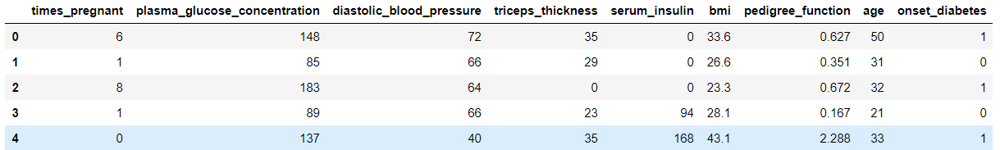 times_pregnant plasma_glucose_concentration diastolic_blood_pressure triceps_thickness serum_insulin bmi pedigree_function age onset_diabetes
0 6 148 72 35 0 33.6 0.627 50 1
1 1 85 66 29 0 26.6 0.351 31 0
2 8 183 64 0 0 23.3 0.672 32 1
3 1 89 66 23 94 28.1 0.167 21 0
4 0 137 40 35 168 43.1 2.288 33 1